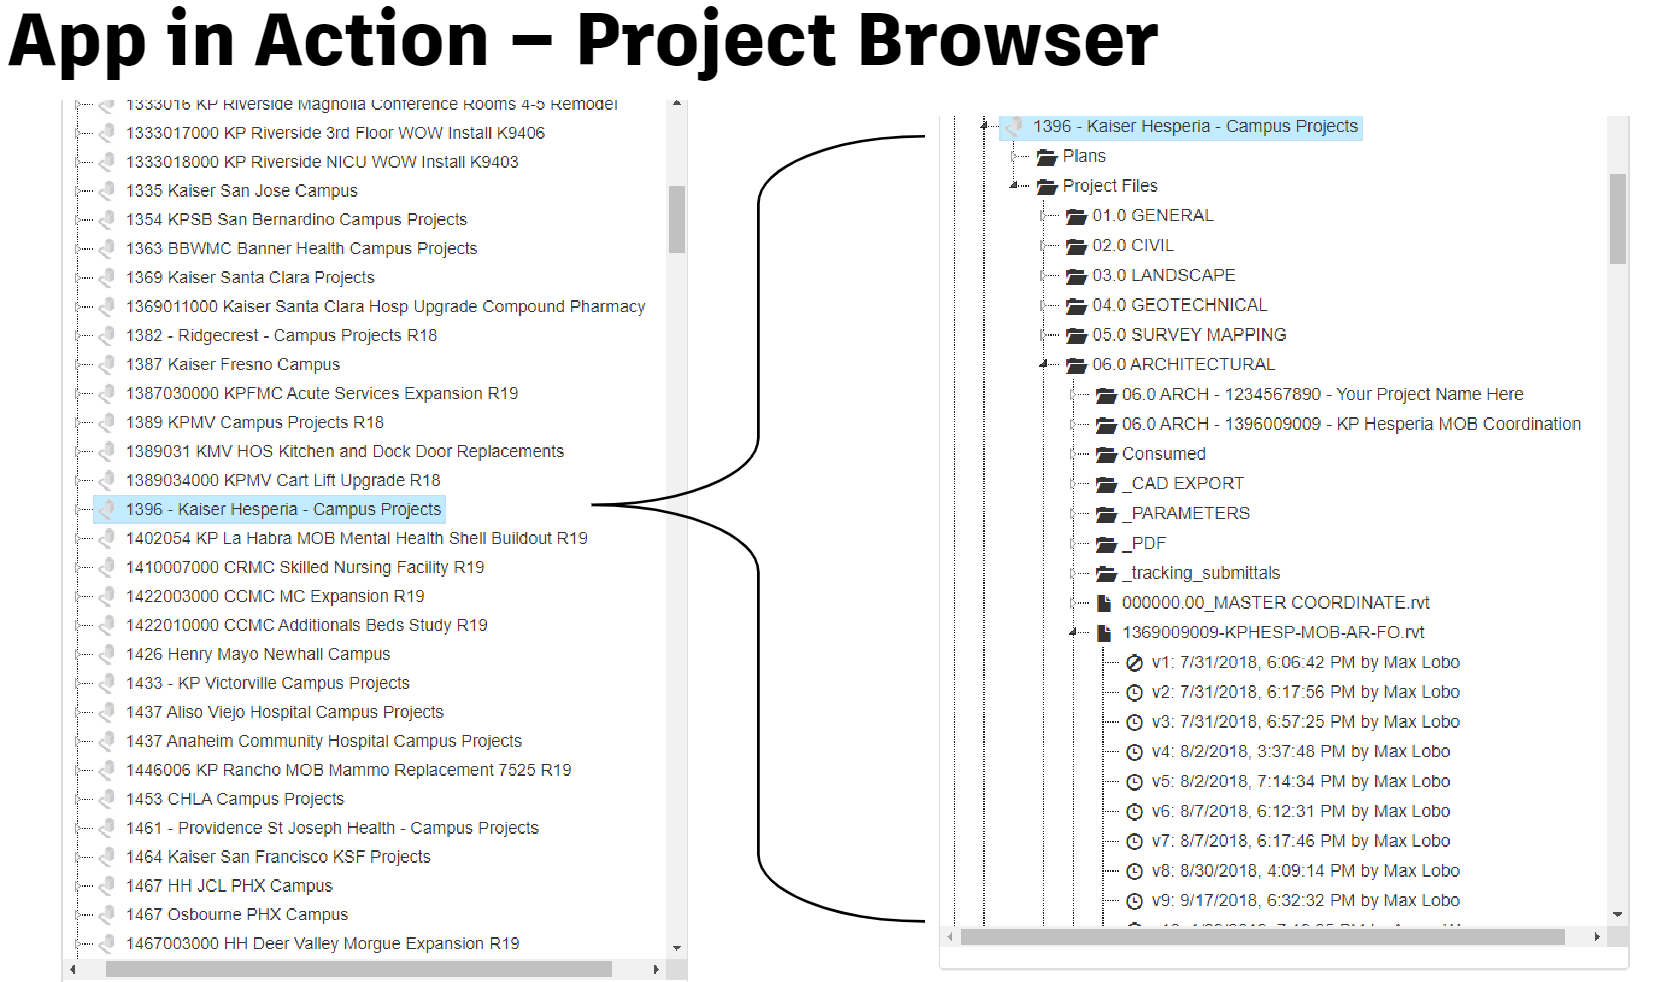 App in Action – Project Browser
1333016 KP Riverside Magnolia Conference Rooms 4-5 Remodel
1333017000 KP Riverside 3rd Floor WOW Install K9406
1333018000 KP Riverside NICU WOW Install K9403
1335 Kaiser San Jose Campus
1354 KPSB San Bernardino Campus Projects
1363 BBWMC Banner Health Campus Projects
1369 Kaiser Santa Clara Projects
1369011000 Kaiser Santa Clara Hosp Upgrade Compound Pharmacy
1382 - Ridgecrest - Campus Projects R18
1387 Kaiser Fresno Campus
1387030000 KPFMC Acute Services Expansion R19
1389 KPMV Campus Projects R18
1389031 KMV HOS Kitchen and Dock Door Replacements
1389034000 KPMV Cart Lift Upgrade R18
1396 - Kaiser Hesperia - Campus Projects
1402054 KP La Habra MOB Mental Health Shell Buildout R19
1410007000 CRMC Skilled Nursing Facility R19
1422003000 CCMC MC Expansion R19
1422010000 CCMC Additionals Beds Study R19
1426 Henry Mayo Newhall Campus
1433 - KP Victorville Campus Projects
1437 Aliso Viejo Hospital Campus Projects
1437 Anaheim Community Hospital Campus Projects
1446006 KP Rancho MOB Mammo Replacement 7525 R19
1453 CHLA Campus Projects
1461 - Providence St Joseph Health - Campus Projects
1464 Kaiser San Francisco KSF Projects
1467 HH JCL PHX Campus
1467 Osbourne PHX Campus
1467003000 HH Deer Valley Morgue Expansion R19
1396 - Kaiser Hesperia - Campus Projects
Plans
Project Files
01.0 GENERAL
02.0 CIVIL
03.0 LANDSCAPE
04.0 GEOTECHNICAL
05.0 SURVEY MAPPING
06.0 ARCHITECTURAL
06.0 ARCH - 1234567890 - Your Project Name Here
06.0 ARCH - 1396009009 - KP Hesperia MOB Coordination
Consumed
_CAD EXPORT
_PARAMETERS
_PDF
_tracking_submittals
000000.00_MASTER COORDINATE.rvt
1369009009-KPHESP-MOB-AR-FO.rvt
v1: 7/31/2018, 6:06:42 PM by Max Lobo
v2: 7/31/2018, 6:17:56 PM by Max Lobo
v3: 7/31/2018, 6:57:25 PM by Max Lobo
v4: 8/2/2018, 3:37:48 PM by Max Lobo
v5: 8/2/2018, 7:14:34 PM by Max Lobo
v6: 8/7/2018, 6:12:31 PM by Max Lobo
v7: 8/7/2018, 6:17:46 PM by Max Lobo
v8: 8/30/2018, 4:09:14 PM by Max Lobo
v9: 9/17/2018, 6:32:32 PM by Max Lobo